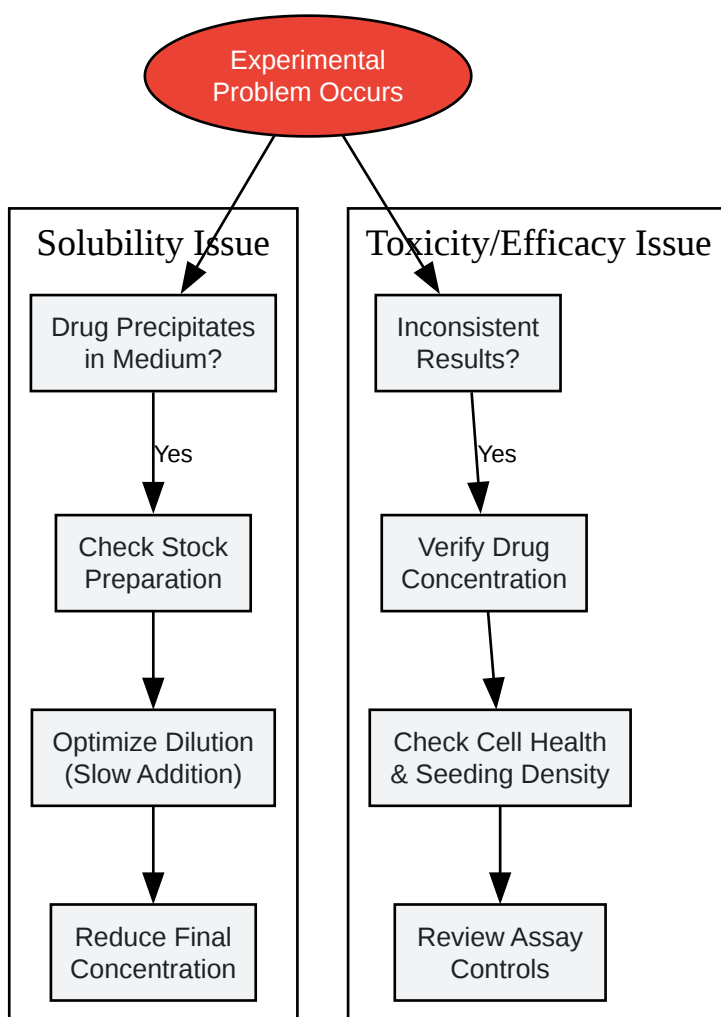 Experimental
Problem Occurs
Solubility Issue
Drug Precipitates
in Medium?
Yes
Check Stock
Preparation
Optimize Dilution
(Slow Addition)
Reduce Final
Concentration
Toxicity/Efficacy Issue
Inconsistent
Results?
Yes
Verify Drug
Concentration
Check Cell Health
& Seeding Density
Review Assay
Controls